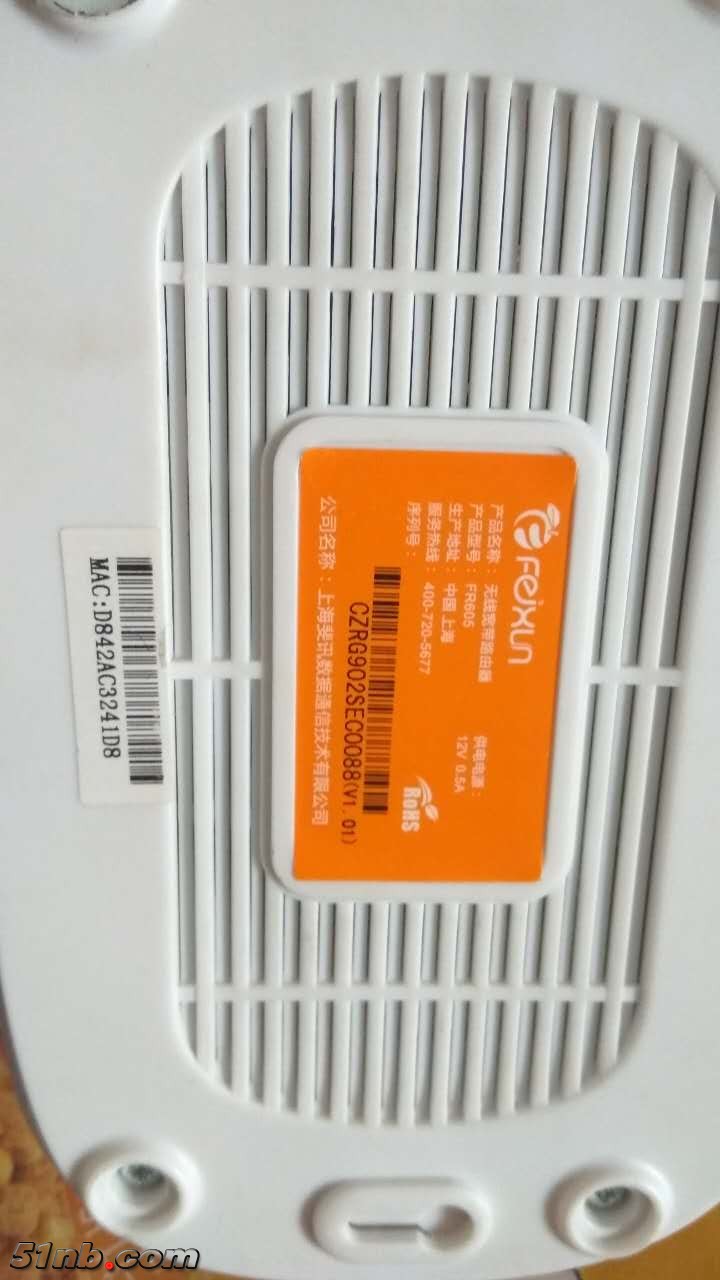 Feixun
产品名称：无线宽带路由器
产品型号：FR605
生产地址：中国 上海
服务热线：400-720-5677
序列号：
供电电源：
12V 0.5A
RoHS
CZRG902SEC0088(V1.01)
公司名称：上海斐讯数据通信技术有限公司
MAC:D842AC3241D8
51nb.com